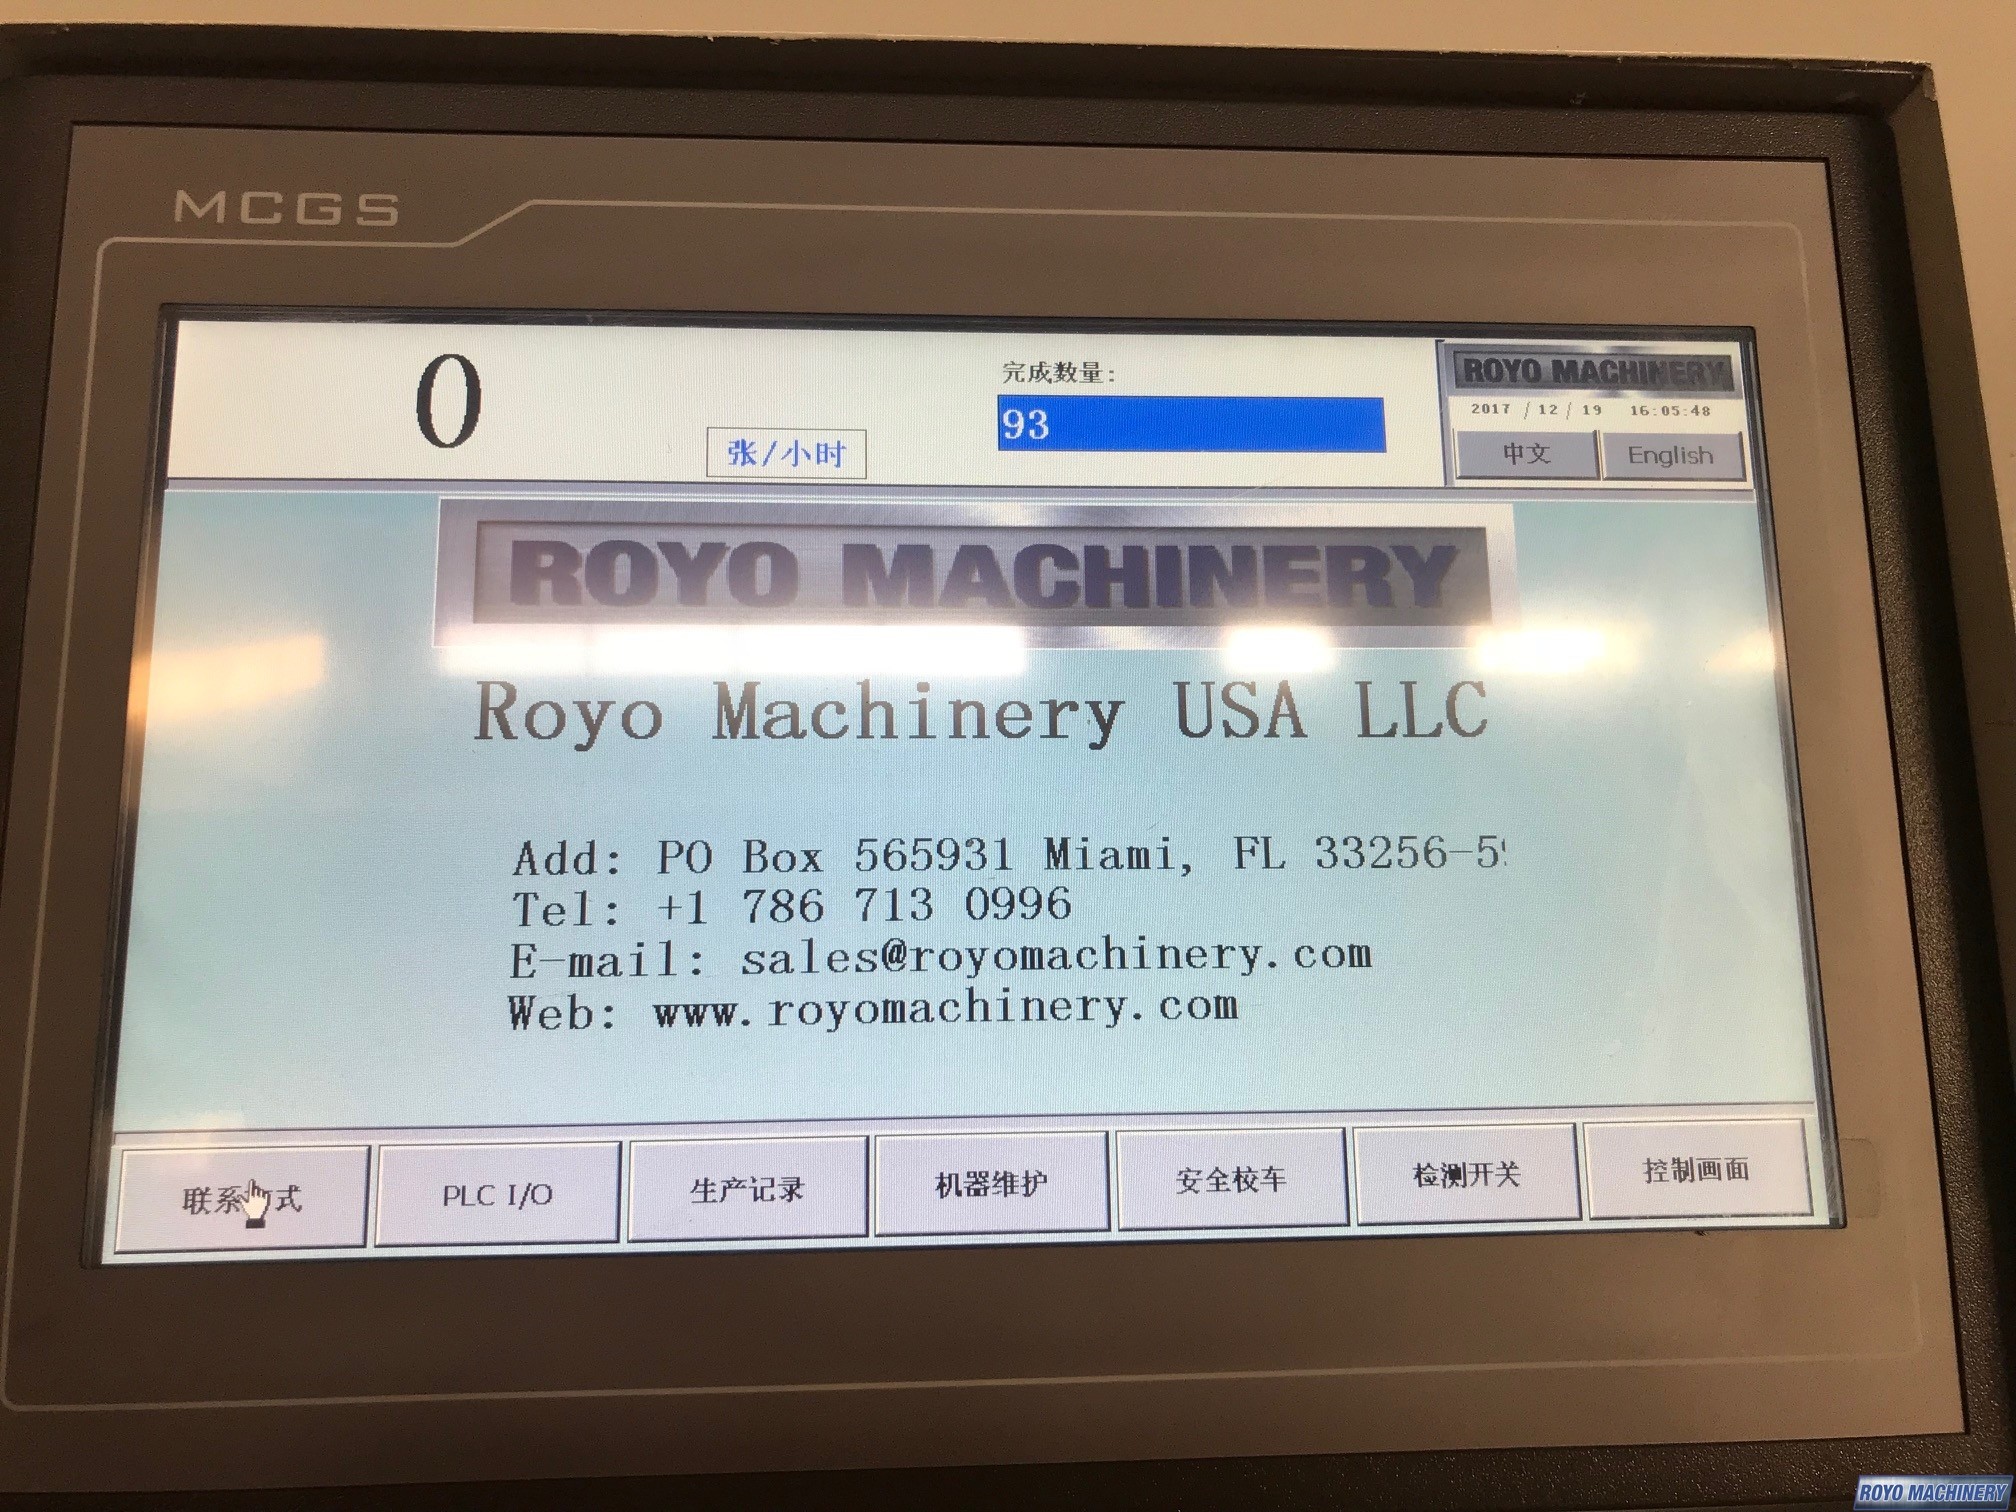 MCGS
0
张/小时
完成数量:
93
ROYO MACHINERY
2017 / 12 / 19 16:05:48
中文 English
ROYO MACHINERY
Royo Machinery USA LLC
Add: PO Box 565931 Miami, FL 33256-5
Tel: +1 786 713 0996
E-mail: sales@royomachinery.com
Web: www.royomachinery.com
联系 式 PLC I/O 生产记录 机器维护 安全校车 检测开关 控制画面
ROYO MACHINERY